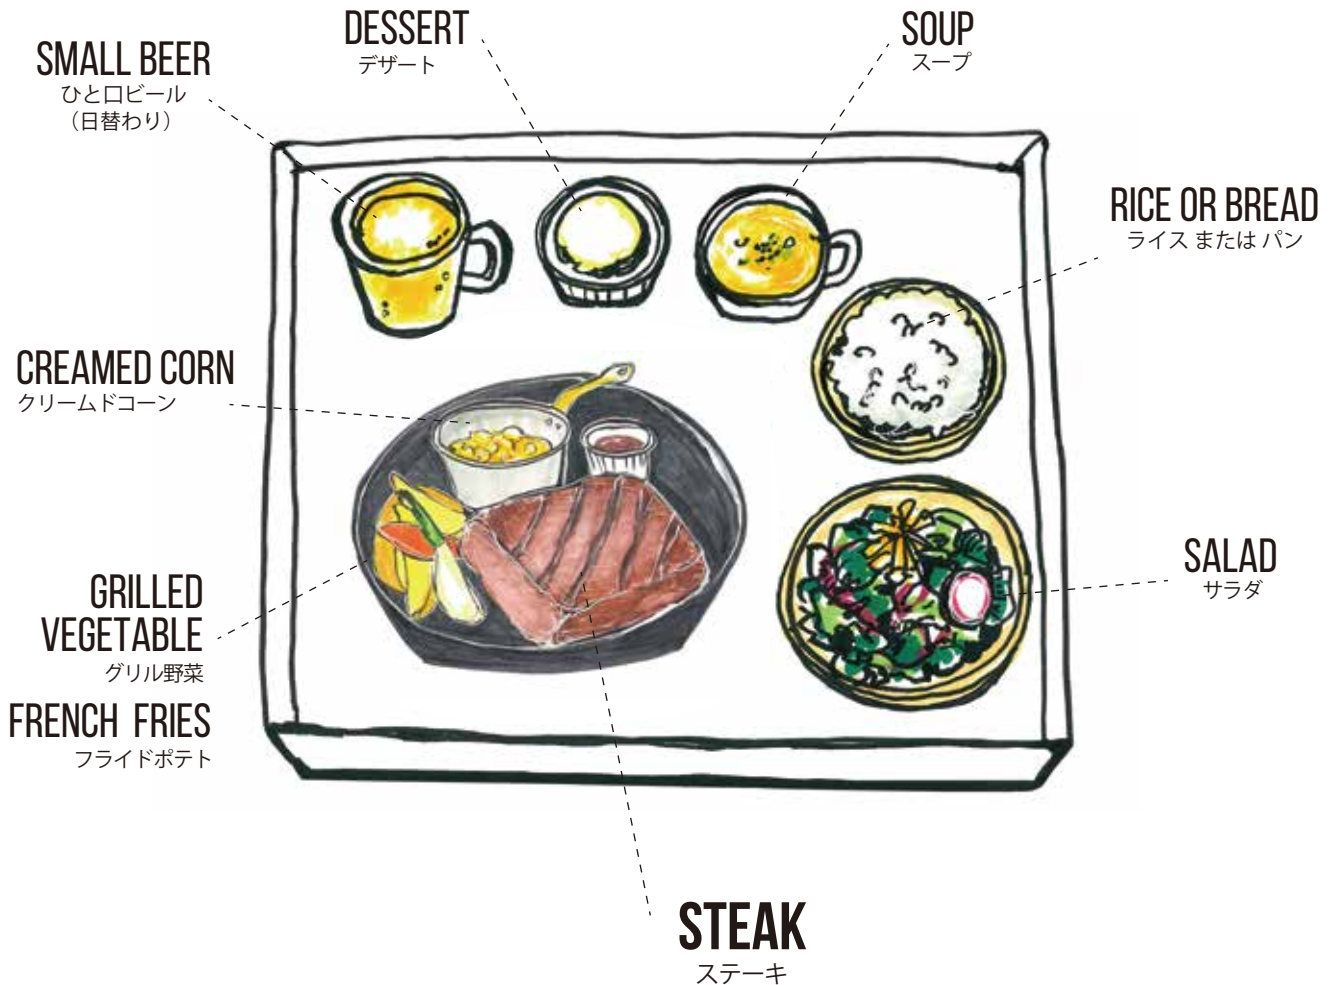 DESSERT
デザート
SOUP
スープ
SMALL BEER
ひと口ビール
（日替わり）
RICE OR BREAD
ライス または パン
CREAMED CORN
クリームドコーン
SALAD
サラダ
GRILLED
VEGETABLE
グリル野菜
FRENCH FRIES
フライドポテト
STEAK
ステーキ